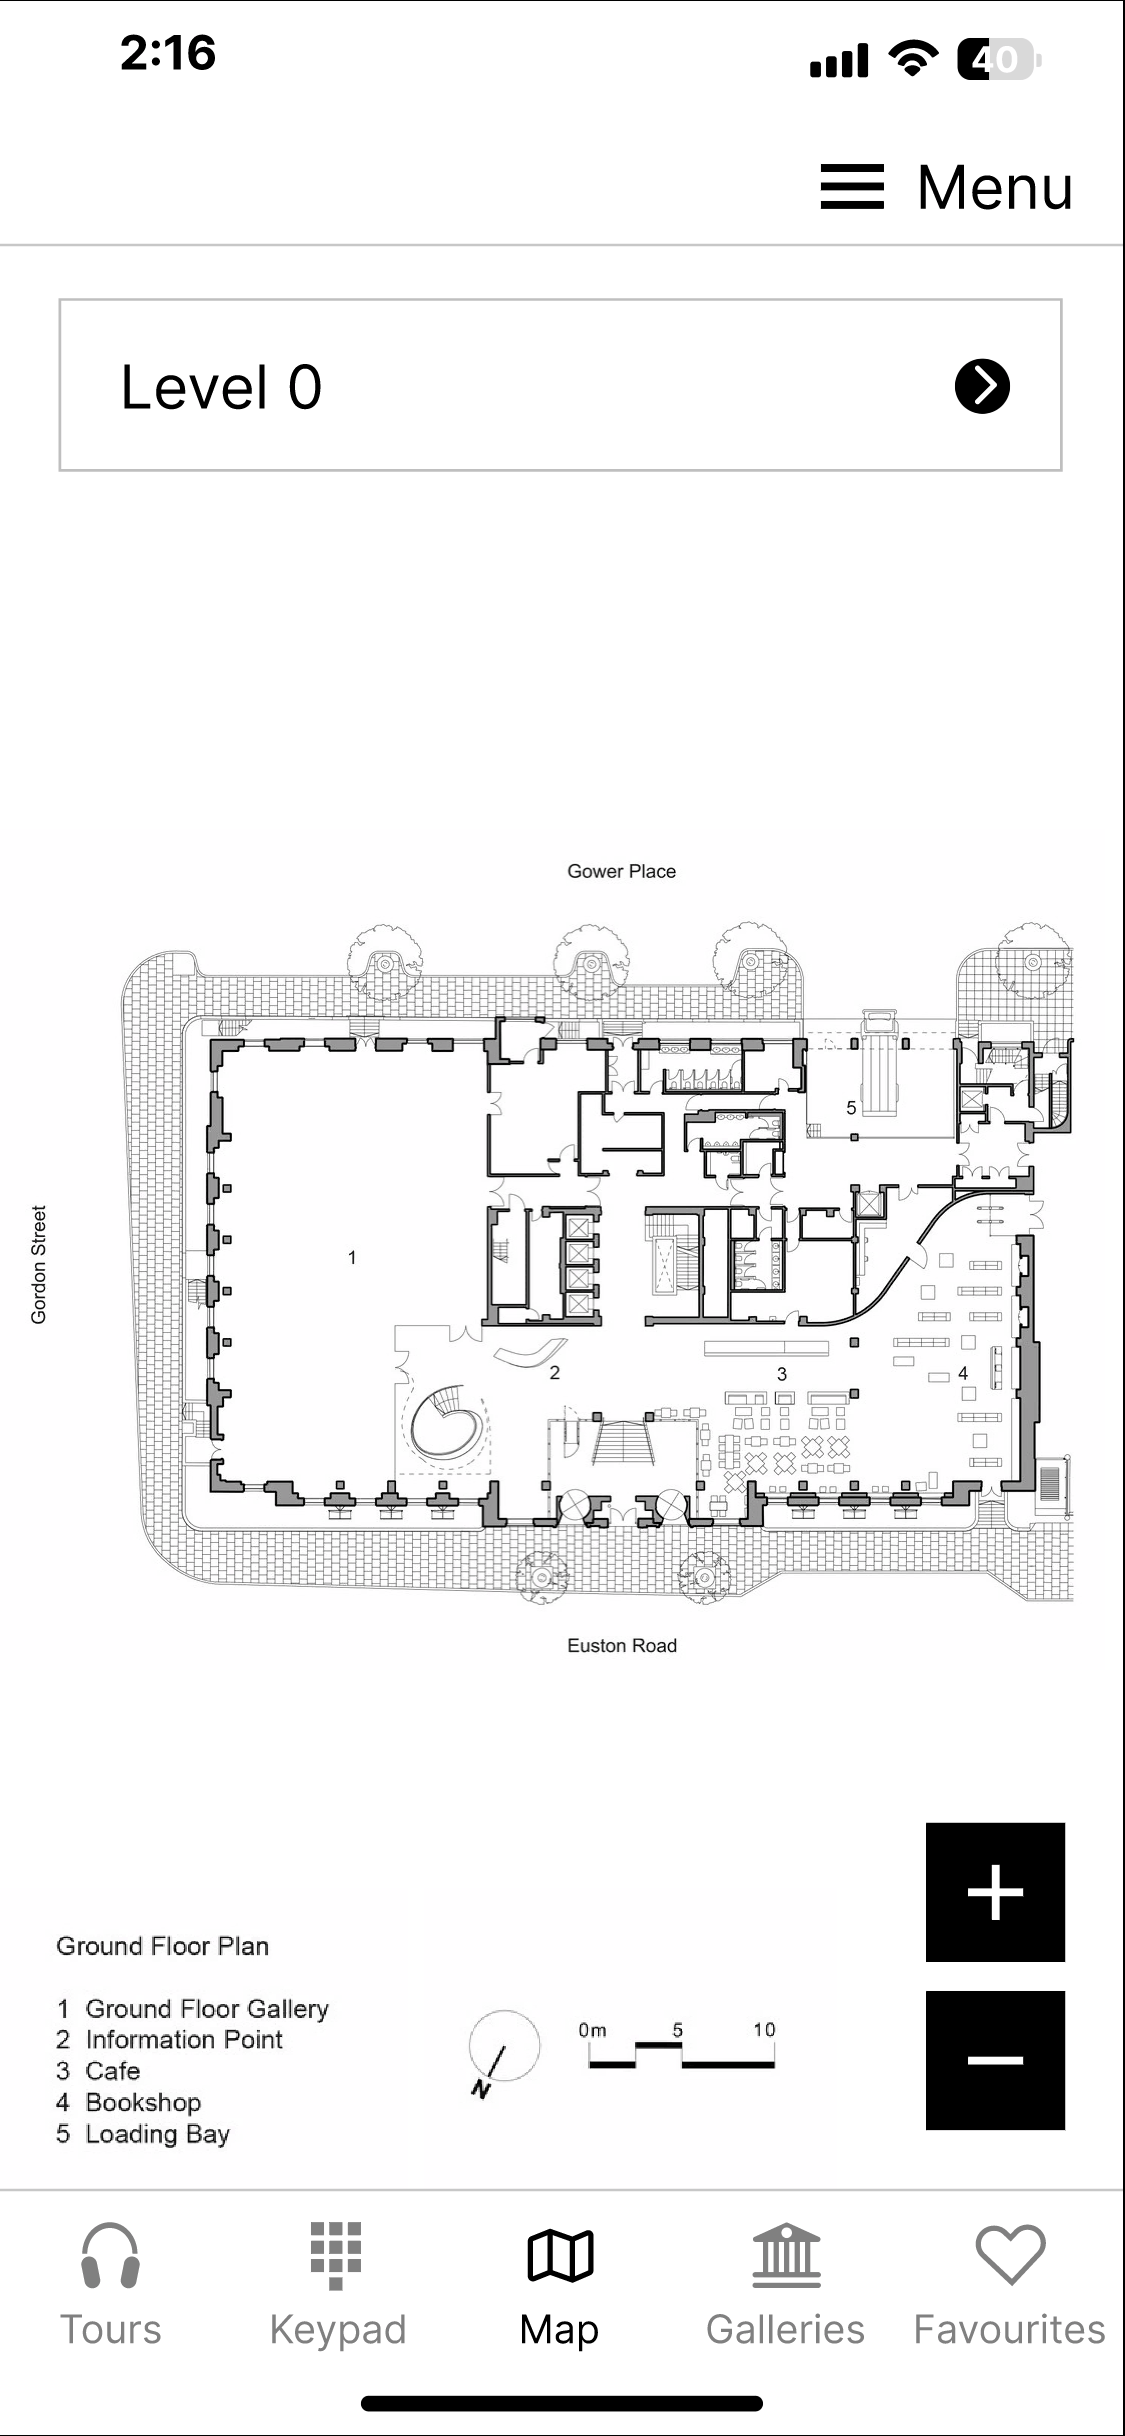 2:16
40
Menu
Level 0
Gower Place
5
Gordon Street
1
2
3
4
Euston Road
Ground Floor Plan
1 Ground Floor Gallery
2 Information Point
3 Cafe
4 Bookshop
5 Loading Bay
N
0m 5 10
Tours Keypad Map Galleries Favourites